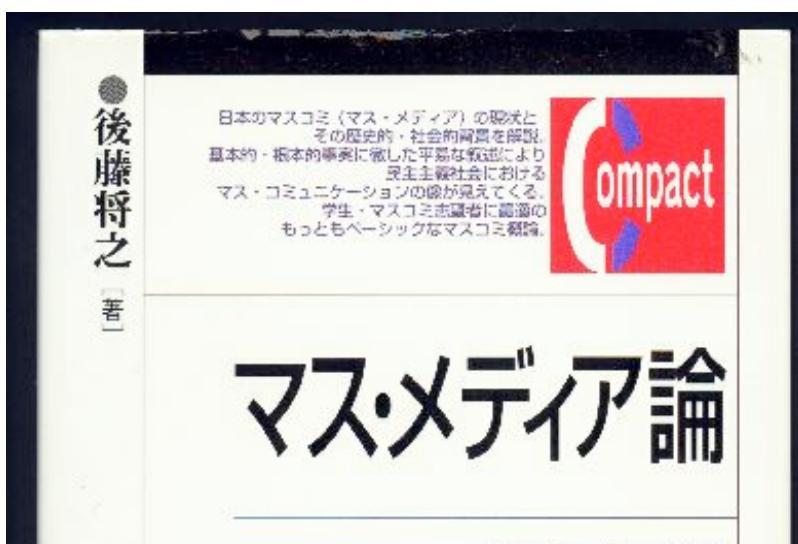 ●後藤将之［著］
日本のマスコミ（マス・メディア）の現状と
その歴史的・社会的背景を解説。
基本的・根本的事実に徹した平易な叙述により
民主主義社会における
マス・コミュニケーションの像が見えてくる。
学生・マスコミ志望者に最適の
もっともベーシックなマスコミ概論。
Compact
マス・メディア論